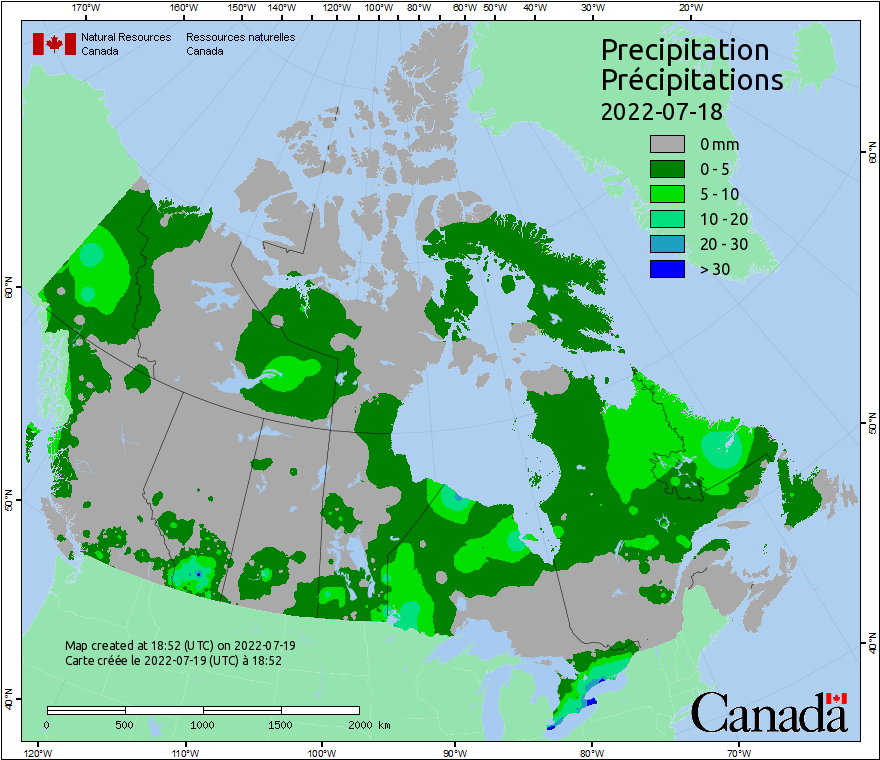 170°W 160°W 150°W 140°W 120°W 100°W 80°W 60°W 50°W 40°W 30°W 20°W
Natural Resources Ressources naturelles
Canada Canada
Precipitation
Précipitations
2022-07-18
0 mm
0 - 5
5 - 10
10 - 20
20 - 30
> 30
60°N
60°N
50°N
50°N
40°N
40°N
Map created at 18:52 (UTC) on 2022-07-19
Carte créée le 2022-07-19 (UTC) à 18:52
0 500 1000 1500 2000 km
Canada
120°W 110°W 100°W 90°W 80°W 70°W